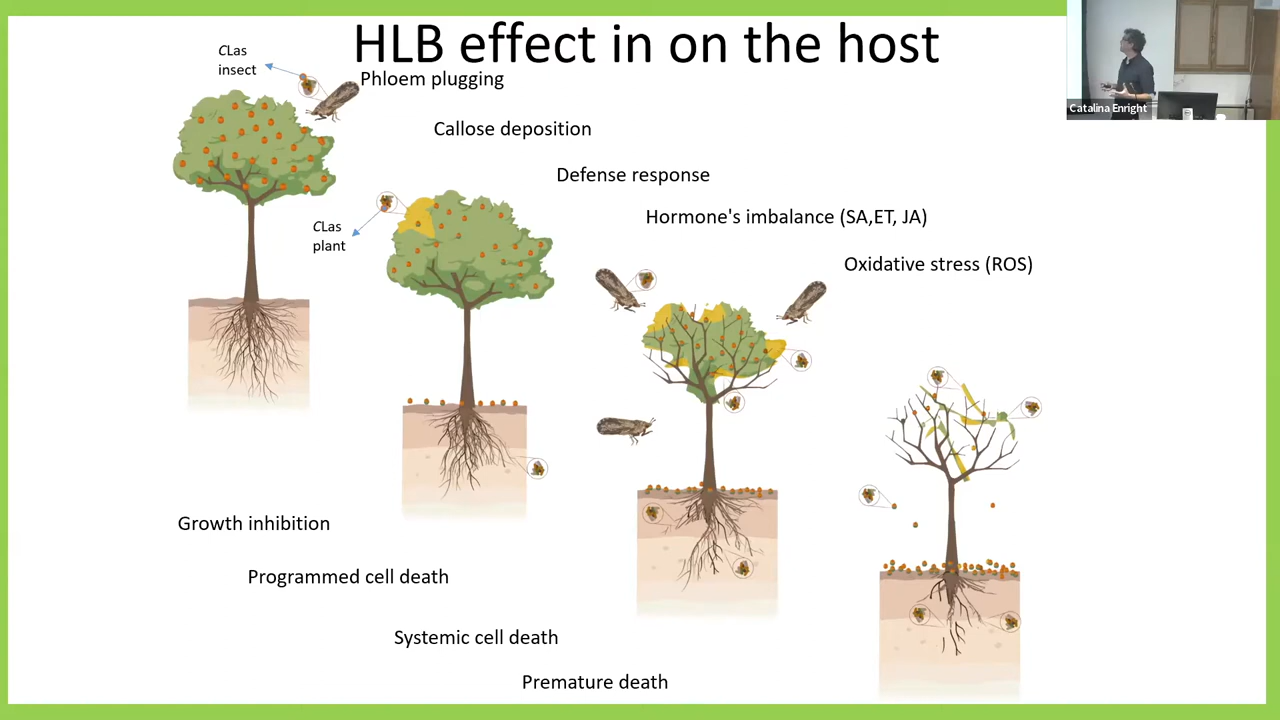 HLB effect in on the host
CLas
insect
Phloem plugging
Catalina Enright
Callose deposition
Defense response
Hormone's imbalance (SA,ET, JA)
CLas
plant
Oxidative stress (ROS)
Growth inhibition
Programmed cell death
Systemic cell death
Premature death